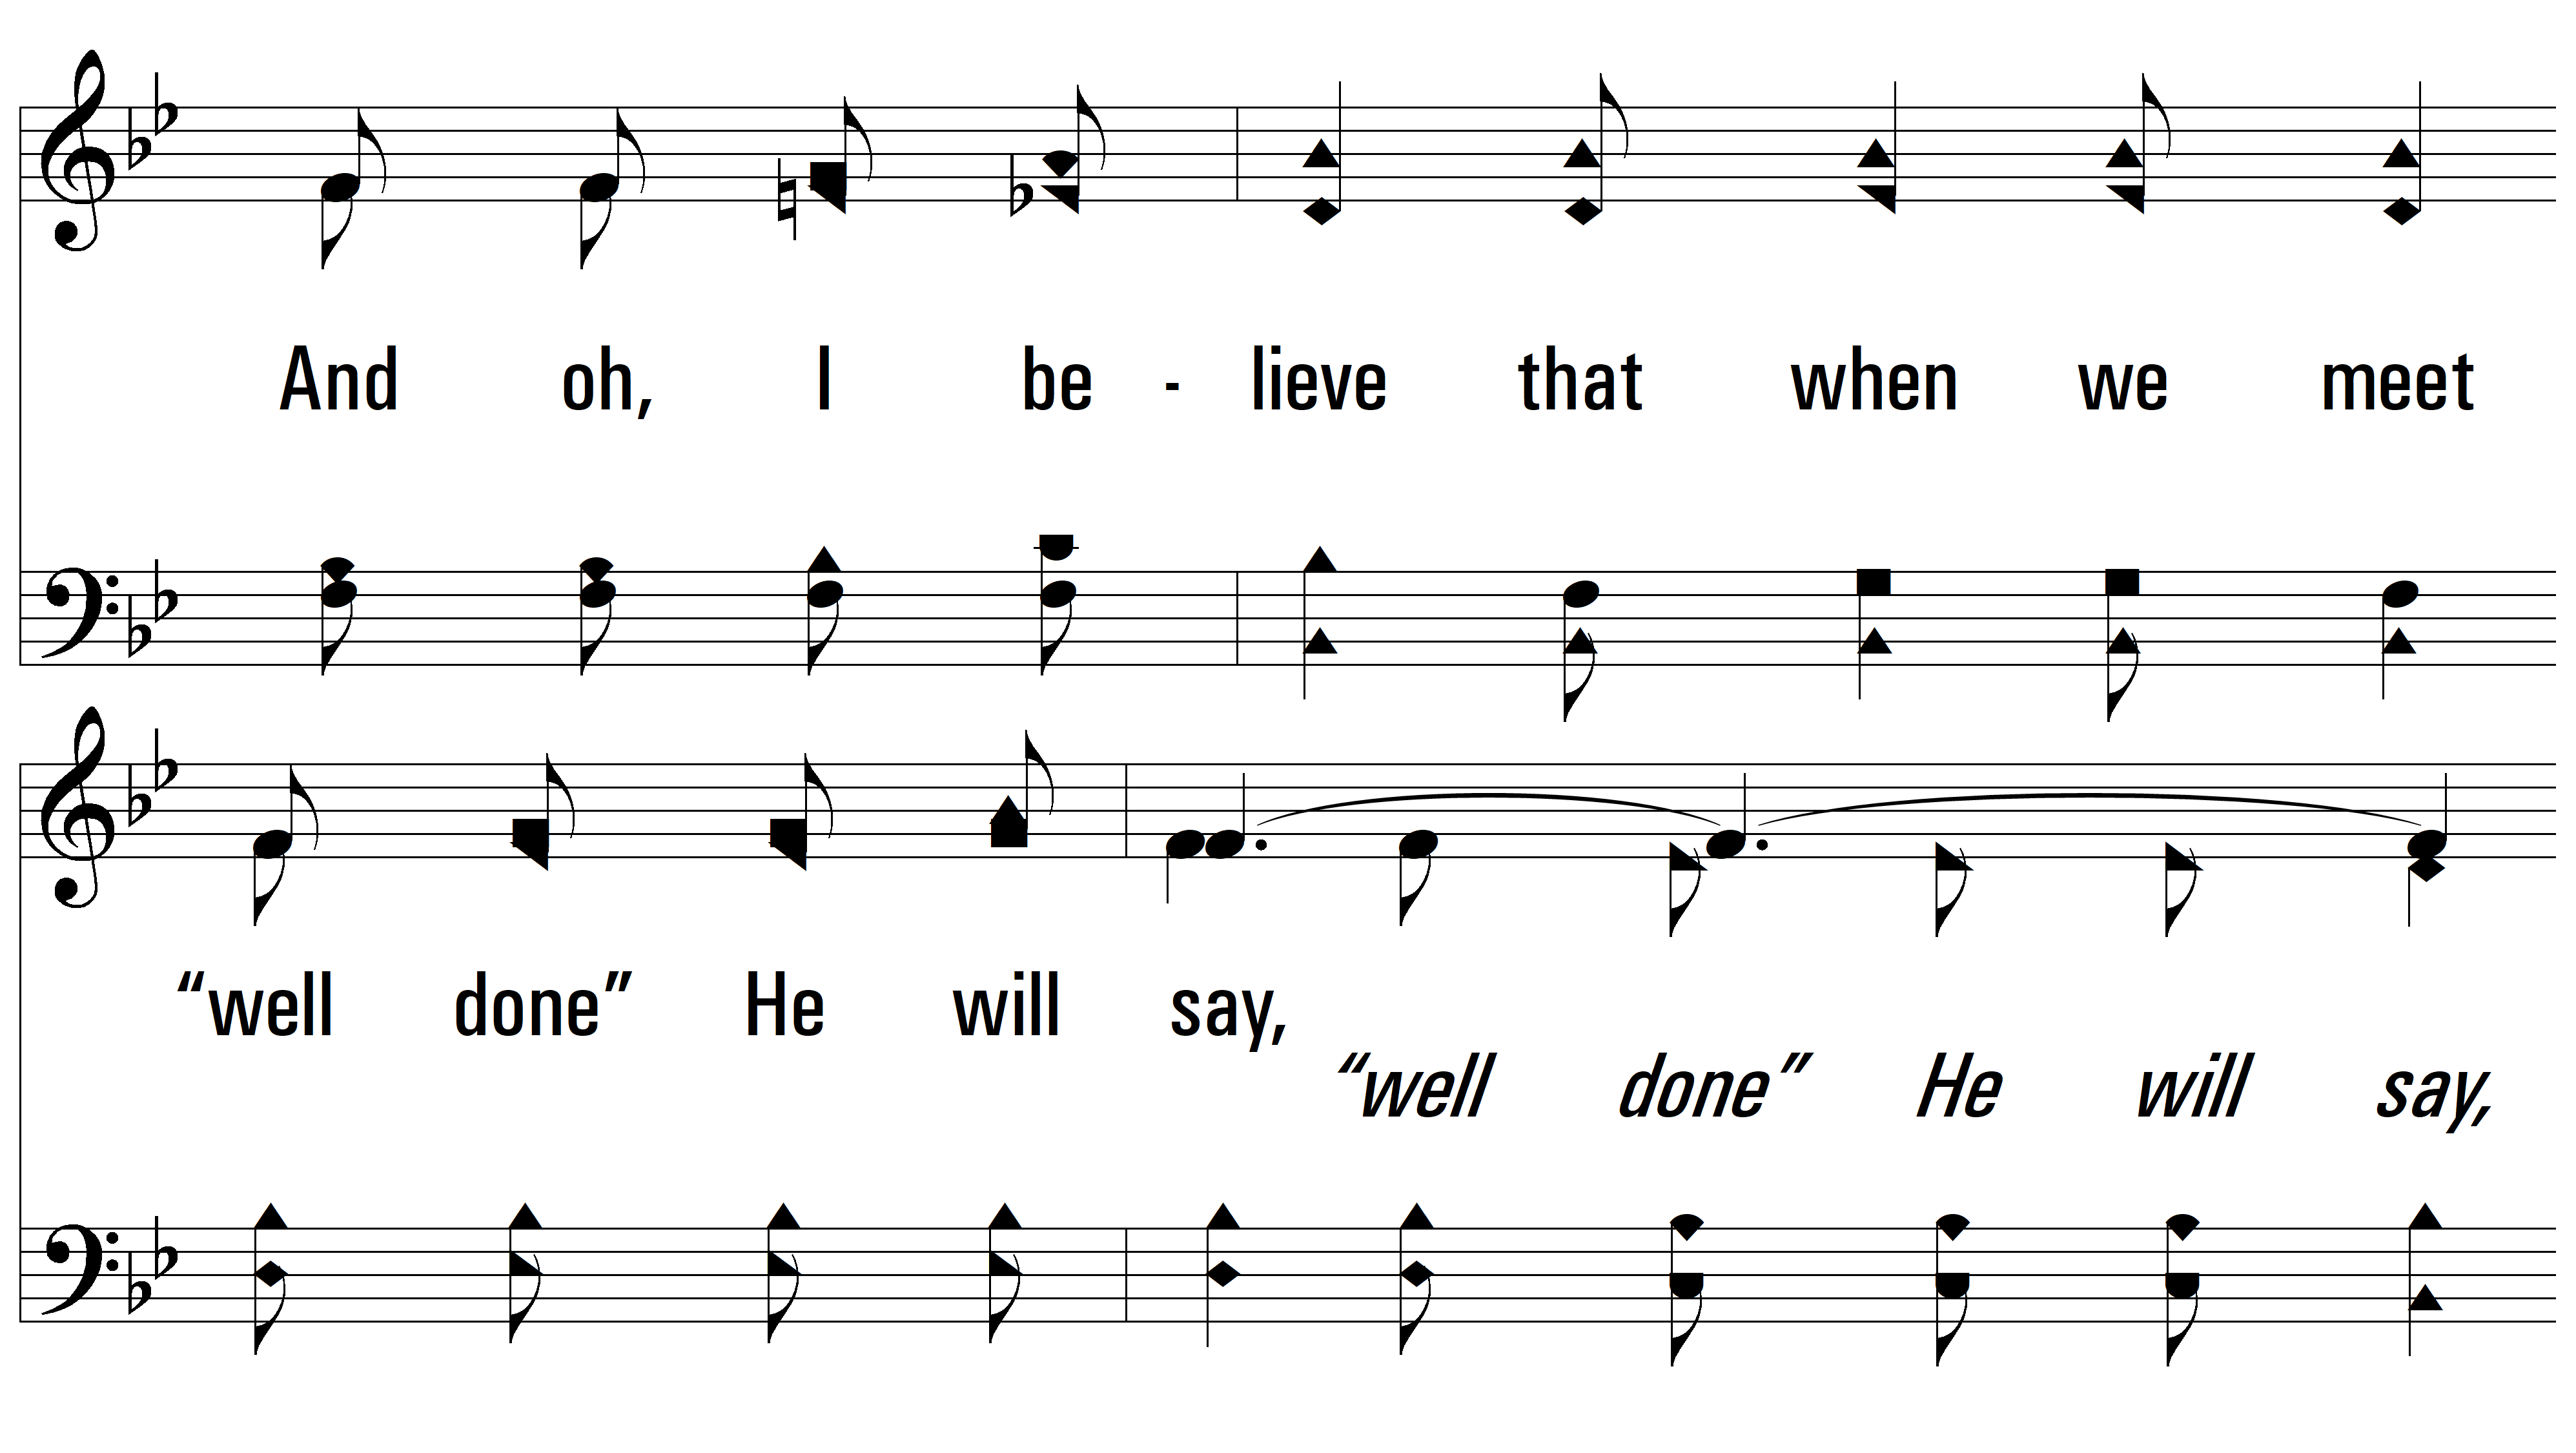 And oh, I be - lieve that when we meet
“well done” He will say,
“well done” He will say,